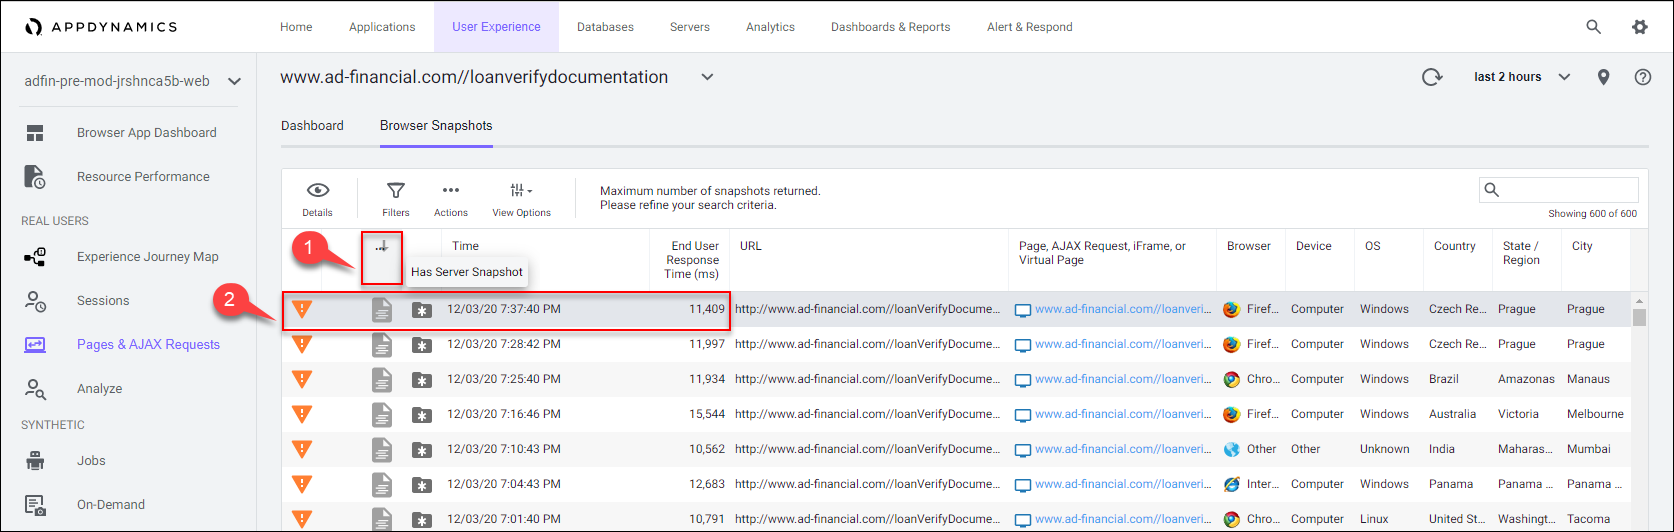 APPDYNAMICS
Home Applications User Experience Databases Servers Analytics Dashboards & Reports Alert & Respond
adfin-pre-mod-jrshnca5b-web
www.ad-financial.com//loanverifydocumentation
last 2 hours
Dashboard Browser Snapshots
Browser App Dashboard
Resource Performance
REAL USERS
Experience Journey Map
Sessions
Pages & AJAX Requests
Analyze
SYNTHETIC
Jobs
On-Demand
Details Filters Actions View Options
Maximum number of snapshots returned.
Please refine your search criteria.
Showing 600 of 600
1
2
Time End User Response Time (ms) URL Page, AJAX Request, iFrame, or Virtual Page Browser Device OS Country State / Region City
Has Server Snapshot
12/03/20 7:37:40 PM 11,409 http://www.ad-financial.com//loanVerifyDocume... www.ad-financial.com//loanveri... Firef... Computer Windows Czech Re... Prague Prague
12/03/20 7:28:42 PM 11,997 http://www.ad-financial.com//loanVerifyDocume... www.ad-financial.com//loanveri... Firef... Computer Windows Czech Re... Prague Prague
12/03/20 7:25:40 PM 11,934 http://www.ad-financial.com//loanVerifyDocume... www.ad-financial.com//loanveri... Chro... Computer Windows Brazil Amazonas Manaus
12/03/20 7:16:46 PM 15,544 http://www.ad-financial.com//loanVerifyDocume... www.ad-financial.com//loanveri... Firef... Computer Windows Australia Victoria Melbourne
12/03/20 7:10:43 PM 10,562 http://www.ad-financial.com//loanVerifyDocume... www.ad-financial.com//loanveri... Other Other Unknown India Maharas... Mumbai
12/03/20 7:04:43 PM 12,683 http://www.ad-financial.com//loanVerifyDocume... www.ad-financial.com//loanveri... Inter... Computer Windows Panama Panama ... Panama ...
12/03/20 7:01:40 PM 10,791 http://www.ad-financial.com//loanVerifyDocume... www.ad-financial.com//loanveri... Chro... Computer Linux United St... Washingt... Tacoma